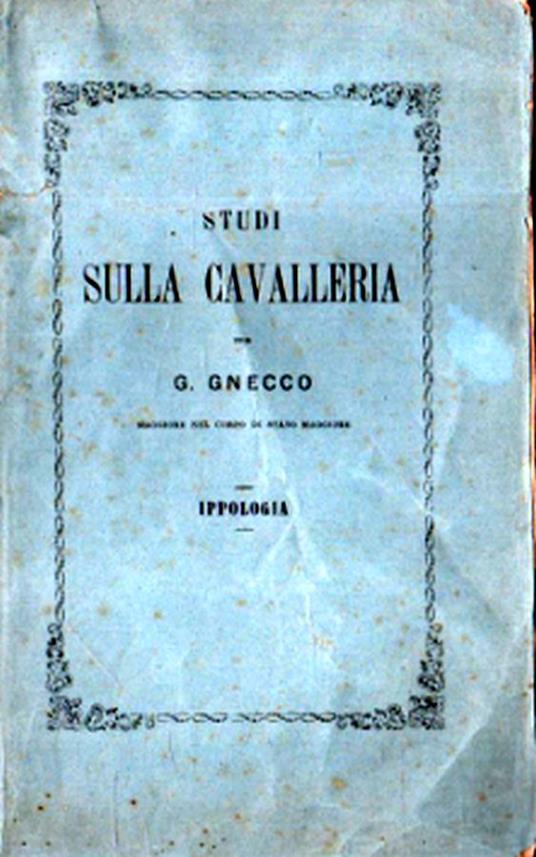 STUDI
SULLA CAVALLERIA
PER
G. GNECCO
MAGGIORE NEL CORPO DI STATO MAGGIORE
IPPOLOGIA